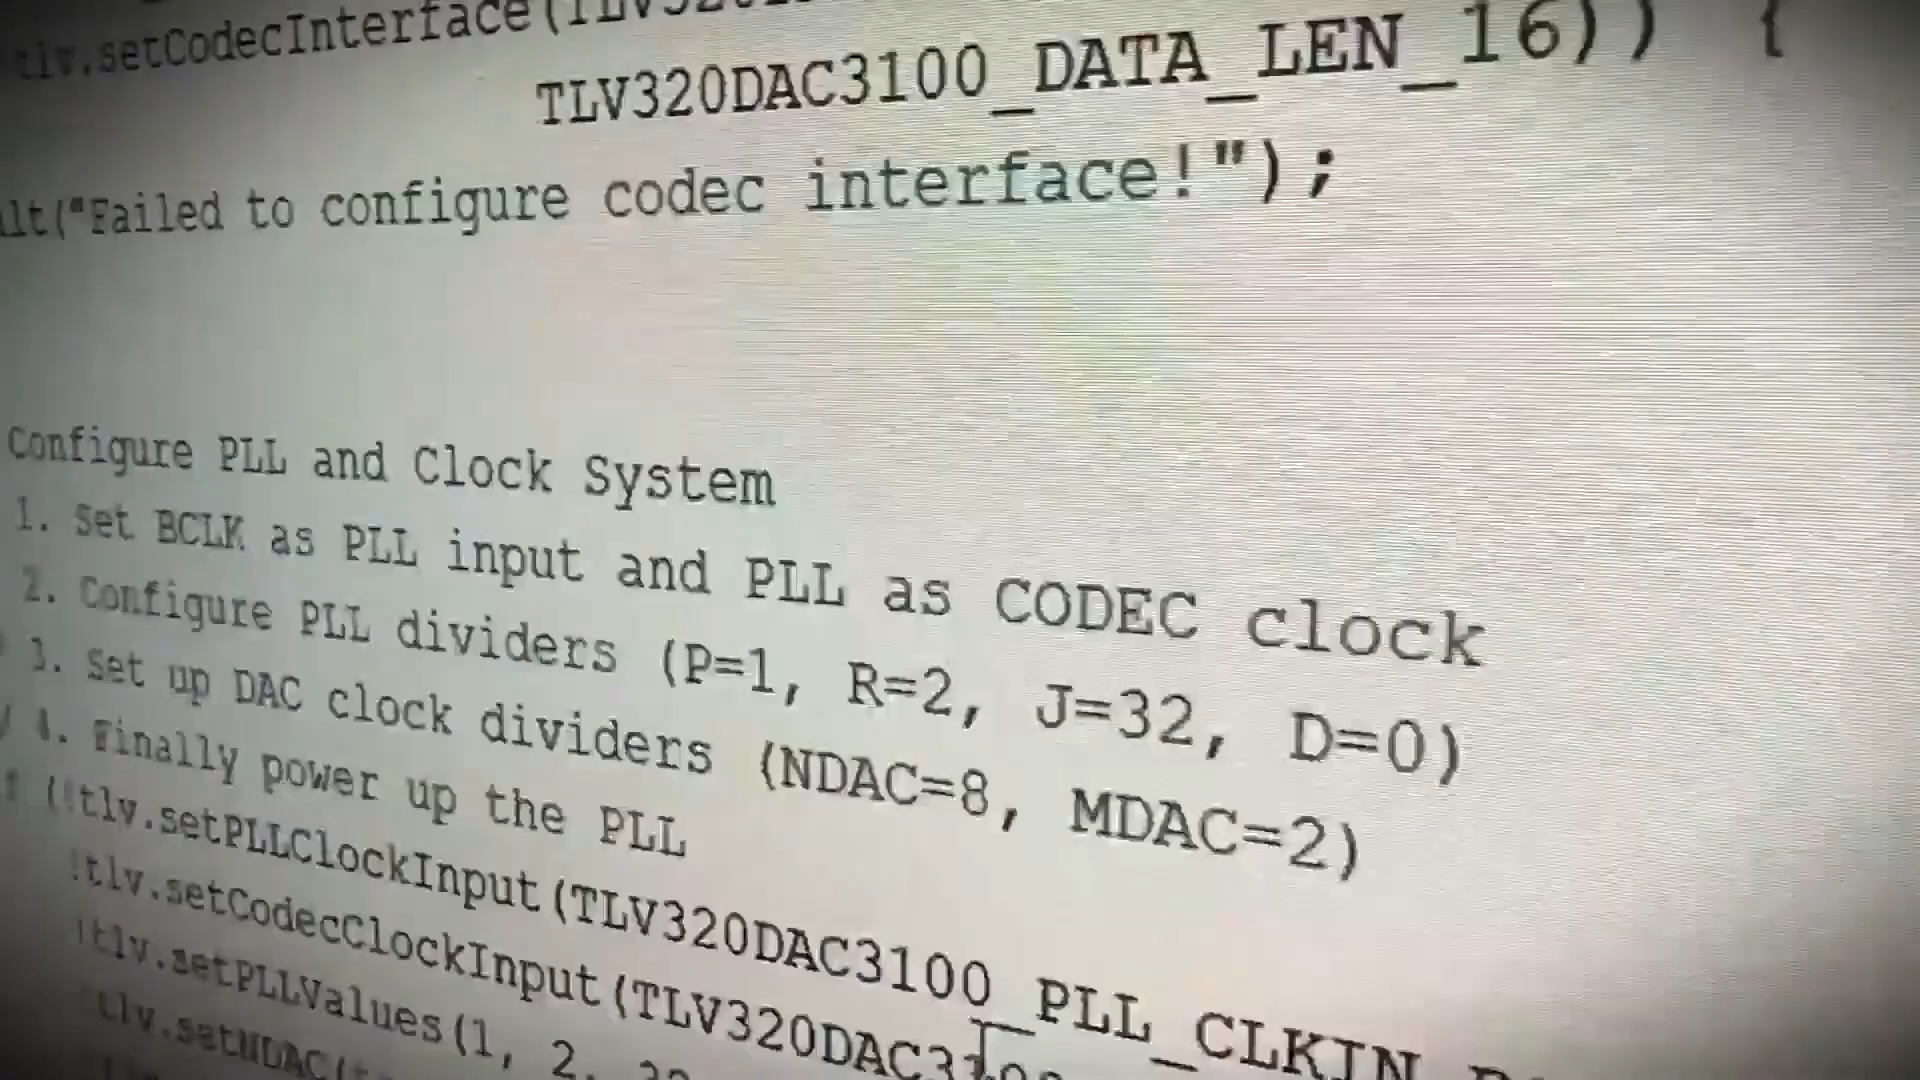 tlv.setCodecInterface(TLV320
TLV320DAC3100_DATA_LEN_16)) {
lt("Failed to configure codec interface!");
Configure PLL and Clock System
1. Set BCLK as PLL input and PLL as CODEC clock
2. Configure PLL dividers (P=1, R=2, J=32, D=0)
3. Set up DAC clock dividers (NDAC=8, MDAC=2)
/ 4. Finally power up the PLL
f (!tlv.setPLLClockInput(TLV320DAC3100_PLL_CLKIN_B
!tlv.setCodecClockInput(TLV320DAC3100
!tlv.setPLLValues(1, 2, 32
!tlv.setNDAC(